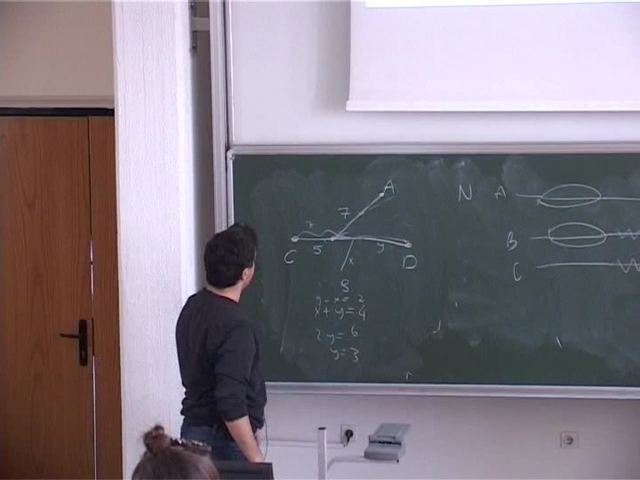 A
7
x
C 5 x y D
8
y - x = 2
x + y = 4
2y = 6
y = 3
N A
B
C